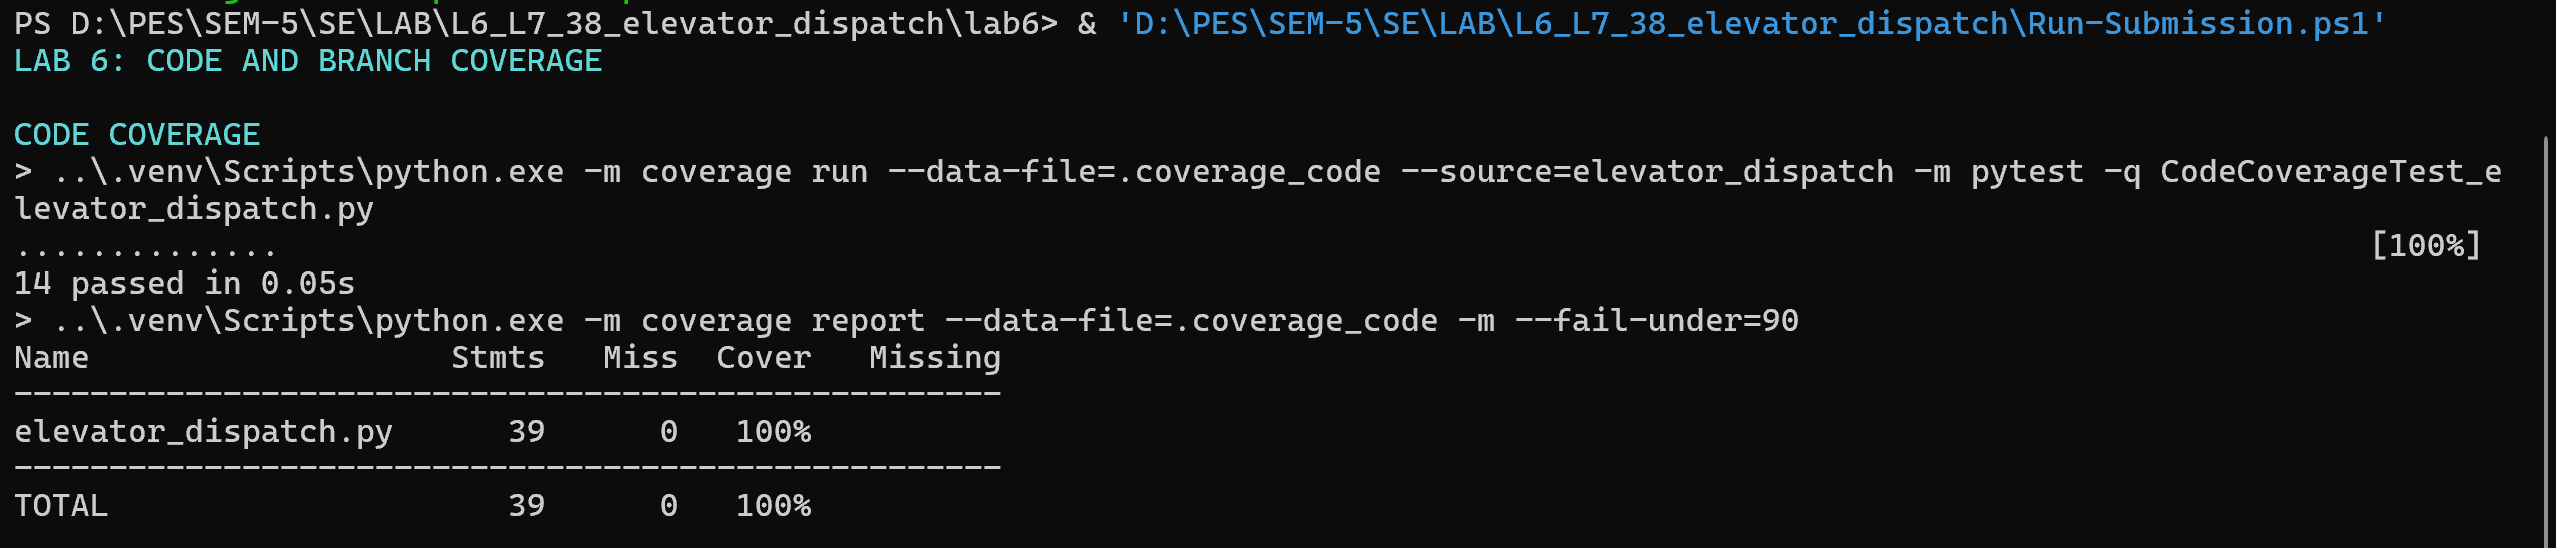 PS D:\PES\SEM-5\SE\LAB\L6_L7_38_elevator_dispatch\lab6> & 'D:\PES\SEM-5\SE\LAB\L6_L7_38_elevator_dispatch\Run-Submission.ps1'
LAB 6: CODE AND BRANCH COVERAGE
CODE COVERAGE
> ..\.venv\Scripts\python.exe -m coverage run --data-file=.coverage_code --source=elevator_dispatch -m pytest -q CodeCoverageTest_e
levator_dispatch.py
.............. [100%]
14 passed in 0.05s
> ..\.venv\Scripts\python.exe -m coverage report --data-file=.coverage_code -m --fail-under=90
Name Stmts Miss Cover Missing
----------------------------------------------------
elevator_dispatch.py 39 0 100%
----------------------------------------------------
TOTAL 39 0 100%